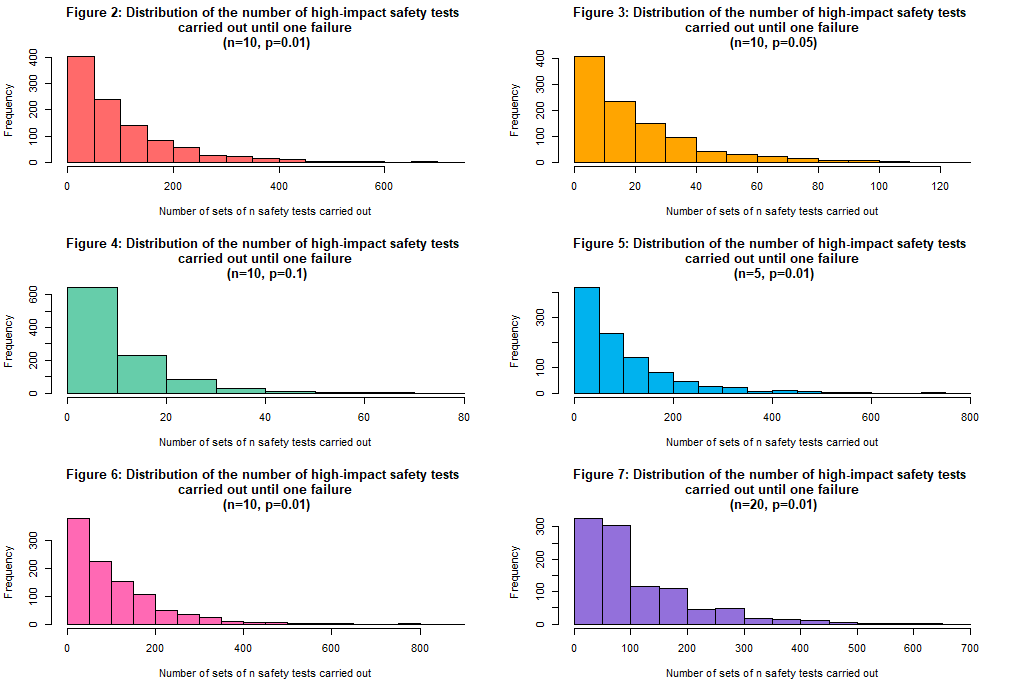 Figure 2: Distribution of the number of high-impact safety tests
carried out until one failure
(n=10, p=0.01)
Frequency
0 100 200 300 400
0 200 400 600
Number of sets of n safety tests carried out
Figure 3: Distribution of the number of high-impact safety tests
carried out until one failure
(n=10, p=0.05)
Frequency
0 100 200 300 400
0 20 40 60 80 100 120
Number of sets of n safety tests carried out
Figure 4: Distribution of the number of high-impact safety tests
carried out until one failure
(n=10, p=0.1)
Frequency
0 200 400 600
0 20 40 60 80
Number of sets of n safety tests carried out
Figure 5: Distribution of the number of high-impact safety tests
carried out until one failure
(n=5, p=0.01)
Frequency
0 100 300
0 200 400 600 800
Number of sets of n safety tests carried out
Figure 6: Distribution of the number of high-impact safety tests
carried out until one failure
(n=10, p=0.01)
Frequency
0 100 200 300
0 200 400 600 800
Number of sets of n safety tests carried out
Figure 7: Distribution of the number of high-impact safety tests
carried out until one failure
(n=20, p=0.01)
Frequency
0 100 200 300
0 100 200 300 400 500 600 700
Number of sets of n safety tests carried out